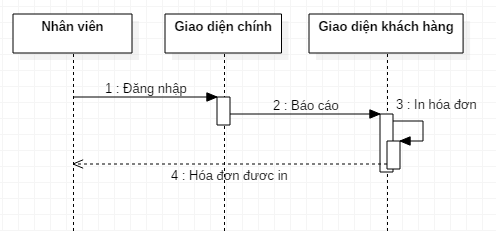 Nhân viên
Giao diện chính
Giao diện khách hàng
1 : Đăng nhập
2 : Báo cáo
3 : In hóa đơn
4 : Hóa đơn được in